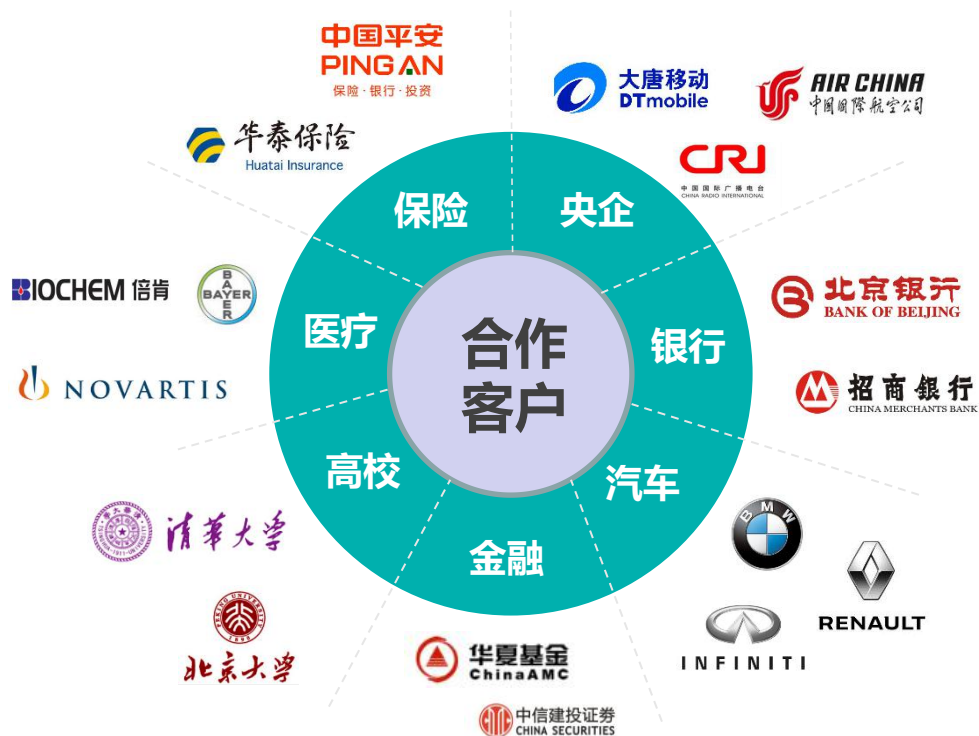 中国平安
PINGAN
保险·银行·投资
华泰保险
Huatai Insurance
大唐移动
DTmobile
AIR CHINA
中国国际航空公司
CRI
中国国际广播电台
CHINA RADIO INTERNATIONAL
保险
央企
BIOCHEM 倍肯
BAYER
BAYER
NOVARTIS
医疗
合作
客户
银行
北京银行
BANK OF BEIJING
招商银行
CHINA MERCHANTS BANK
高校
汽车
金融
清华大学
PEKING UNIVERSITY
1898
北京大学
华夏基金
ChinaAMC
中信建投证券
CHINA SECURITIES
BMW
RENAULT
INFINITI